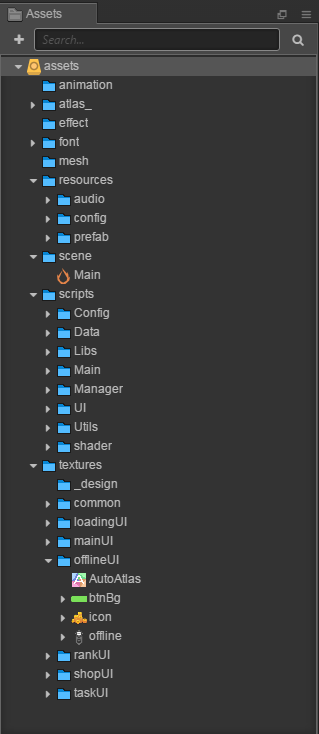 Assets
Search...
assets
animation
atlas_
effect
font
mesh
resources
audio
config
prefab
scene
Main
scripts
Config
Data
Libs
Main
Manager
UI
Utils
shader
textures
_design
common
loadingUI
mainUI
offlineUI
AutoAtlas
btnBg
icon
offline
rankUI
shopUI
taskUI